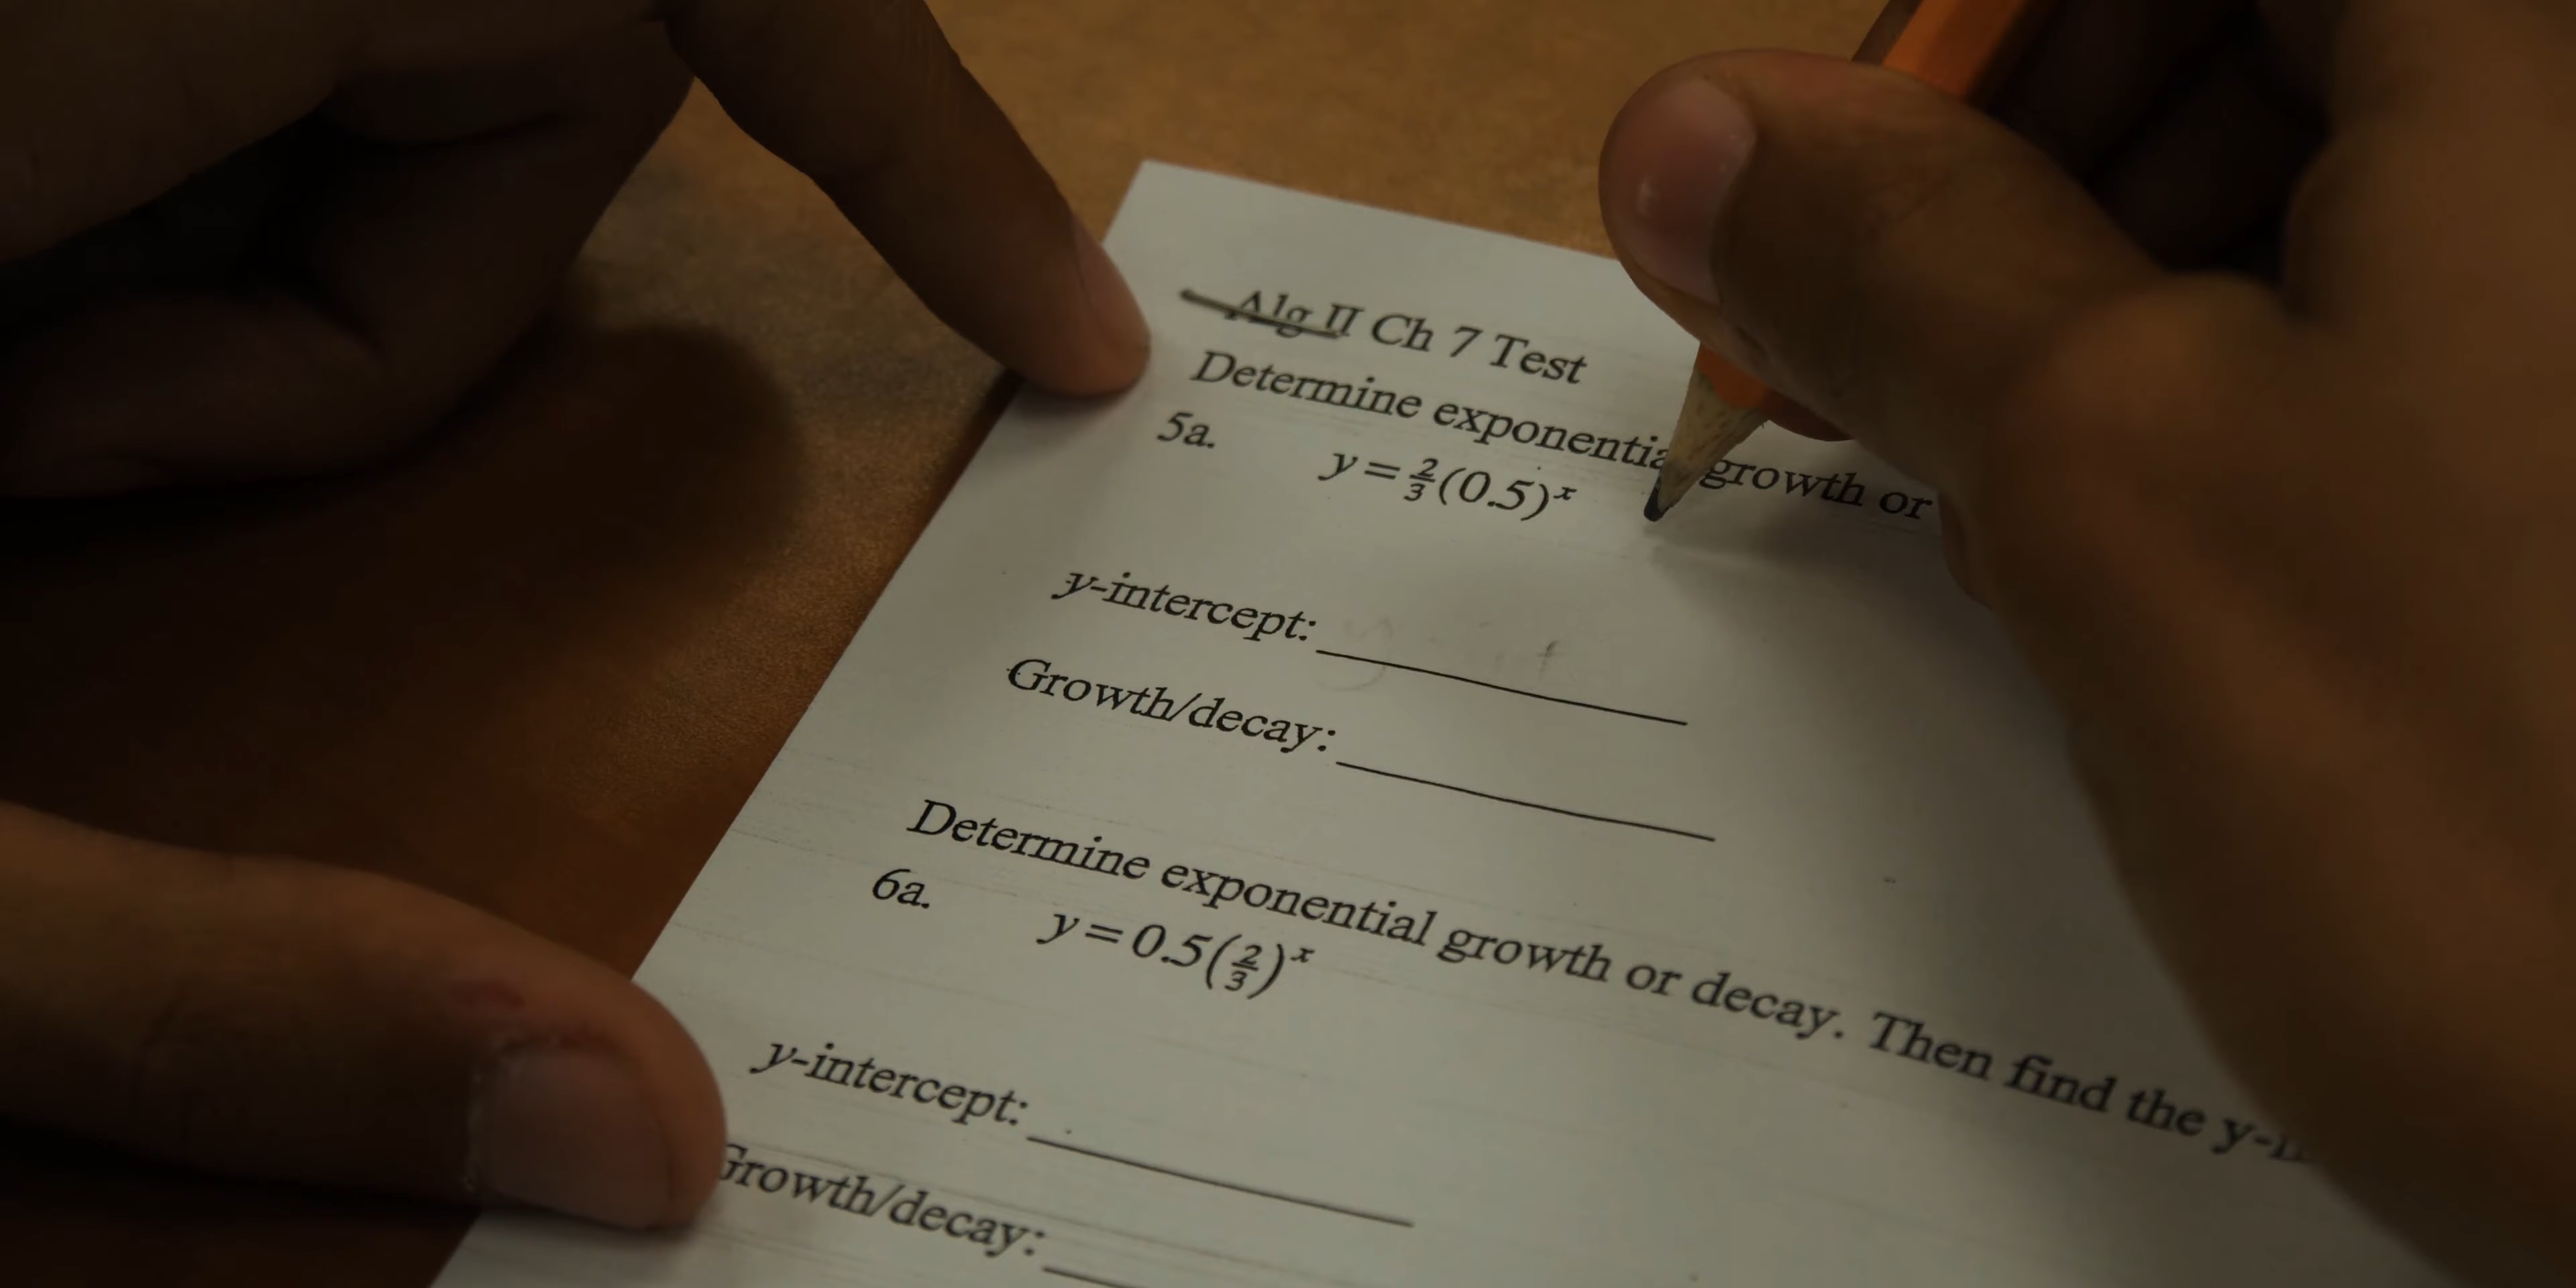 Alg II Ch 7 Test
Determine exponential growth or
5a. y = 2/3(0.5)^x
y-intercept:
Growth/decay:
Determine exponential growth or decay. Then find the y-
6a. y = 0.5(2/3)^x
y-intercept:
Growth/decay: